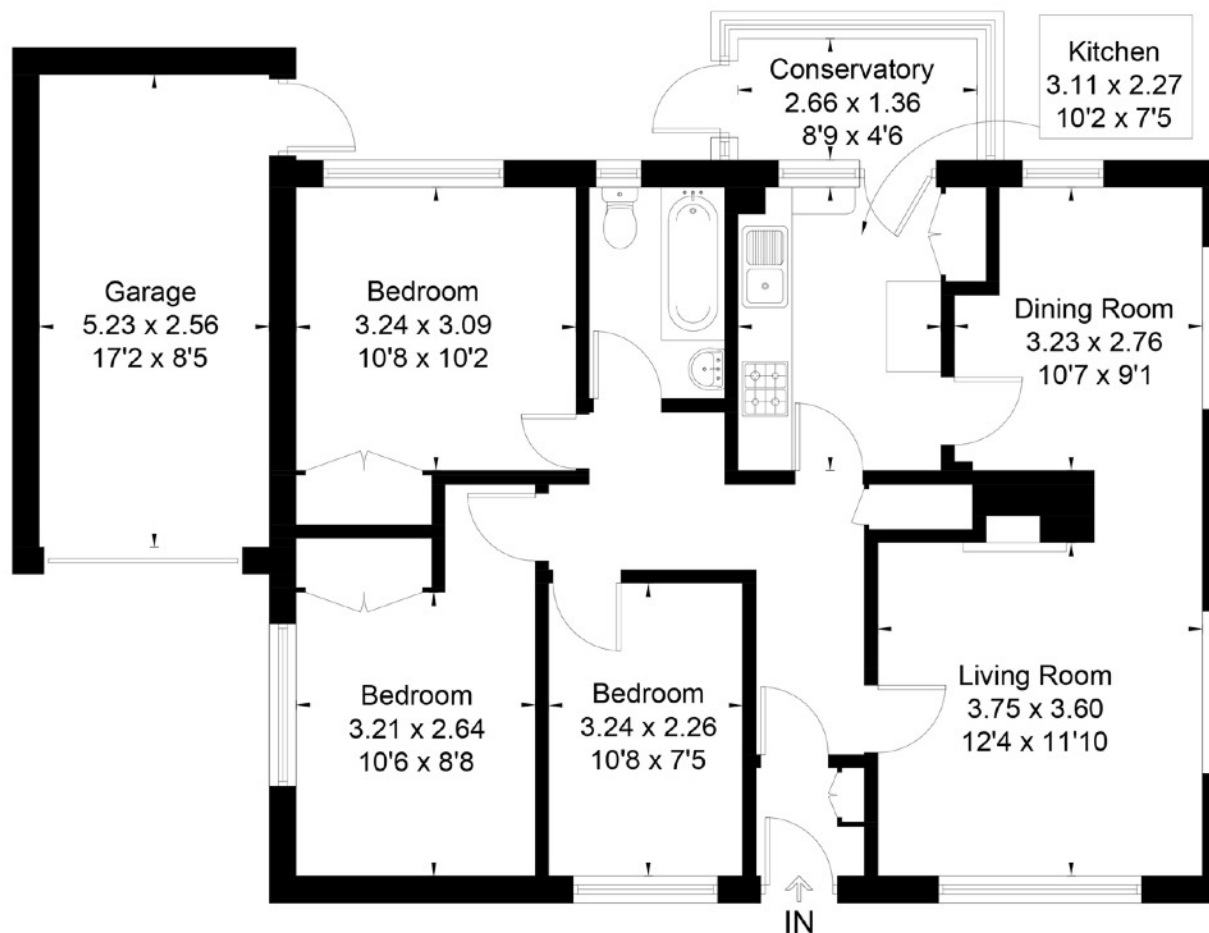 Conservatory
2.66 x 1.36
8'9 x 4'6
Kitchen
3.11 x 2.27
10'2 x 7'5
Garage
5.23 x 2.56
17'2 x 8'5
Bedroom
3.24 x 3.09
10'8 x 10'2
Dining Room
3.23 x 2.76
10'7 x 9'1
Bedroom
3.21 x 2.64
10'6 x 8'8
Bedroom
3.24 x 2.26
10'8 x 7'5
Living Room
3.75 x 3.60
12'4 x 11'10
IN